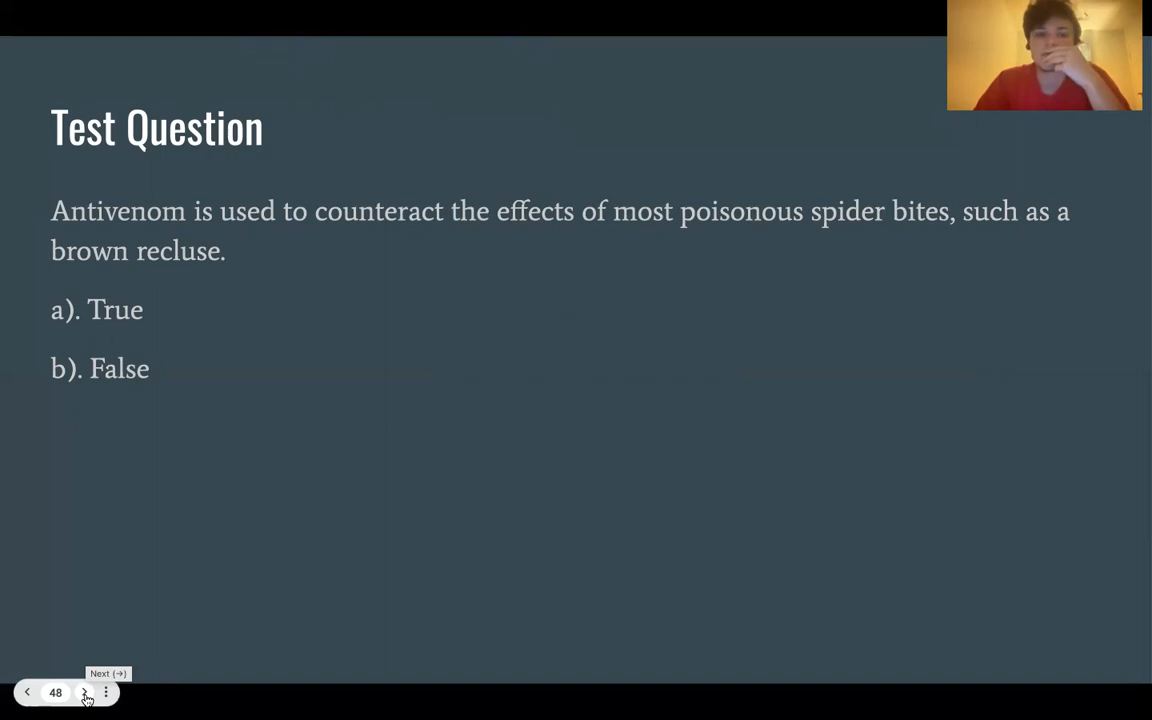 Test Question
Antivenom is used to counteract the effects of most poisonous spider bites, such as a
brown recluse.
a). True
b). False
Next (→)
48